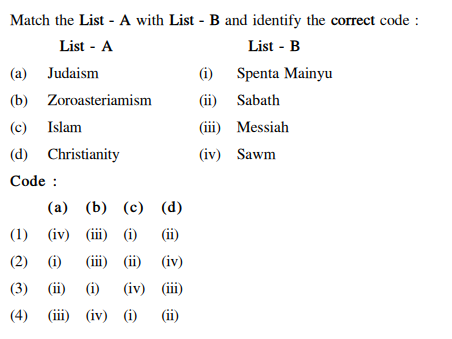 Match the List - A with List - B and identify the correct code :
List - A List - B
(a) Judaism (i) Spenta Mainyu
(b) Zoroasteriamism (ii) Sabath
(c) Islam (iii) Messiah
(d) Christianity (iv) Sawm
Code :
(a) (b) (c) (d)
(1) (iv) (iii) (i) (ii)
(2) (i) (iii) (ii) (iv)
(3) (ii) (i) (iv) (iii)
(4) (iii) (iv) (i) (ii)